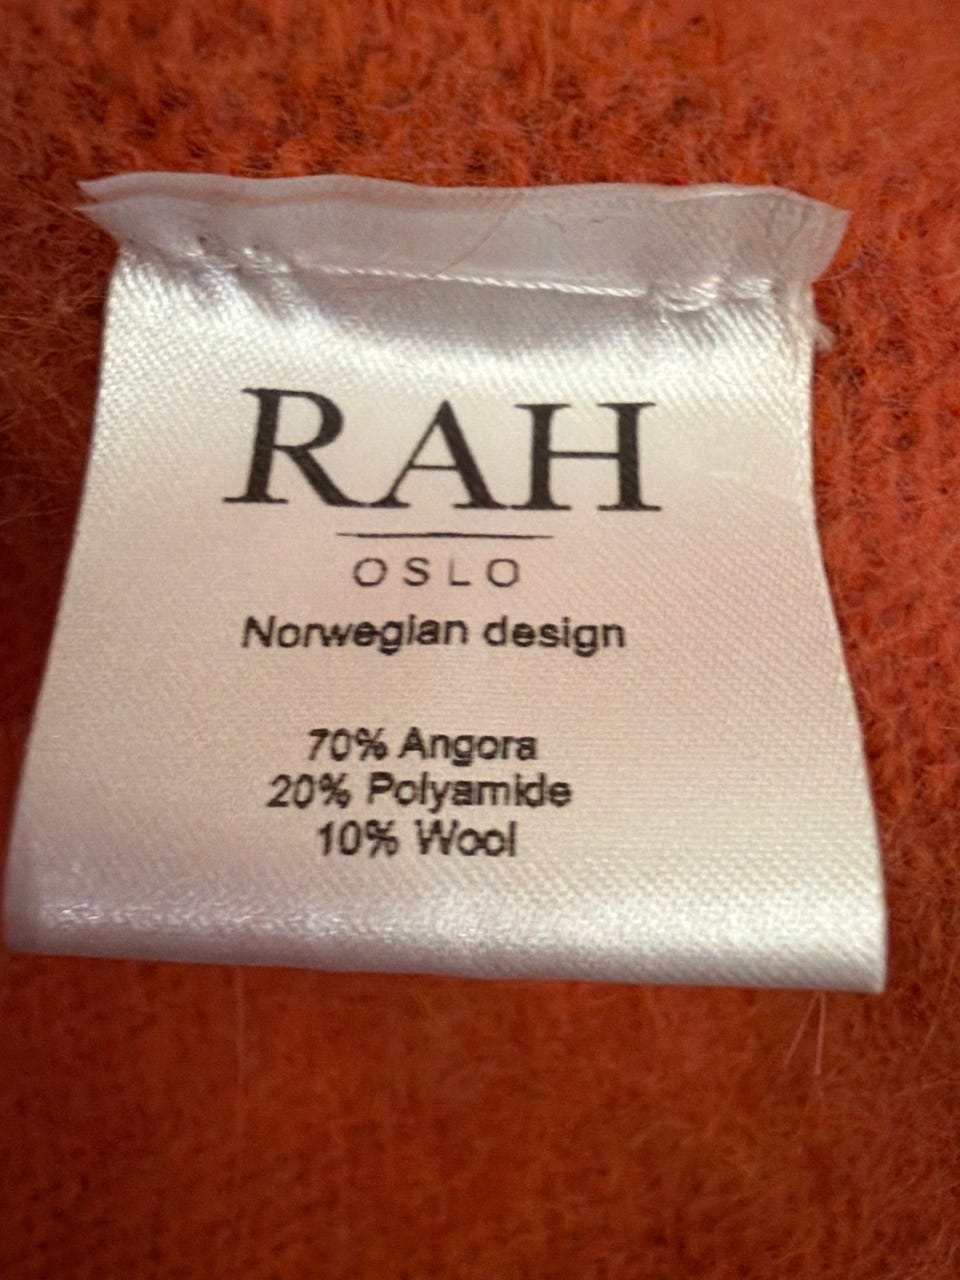 RAH
OSLO
Norwegian design
70% Angora
20% Polyamide
10% Wool